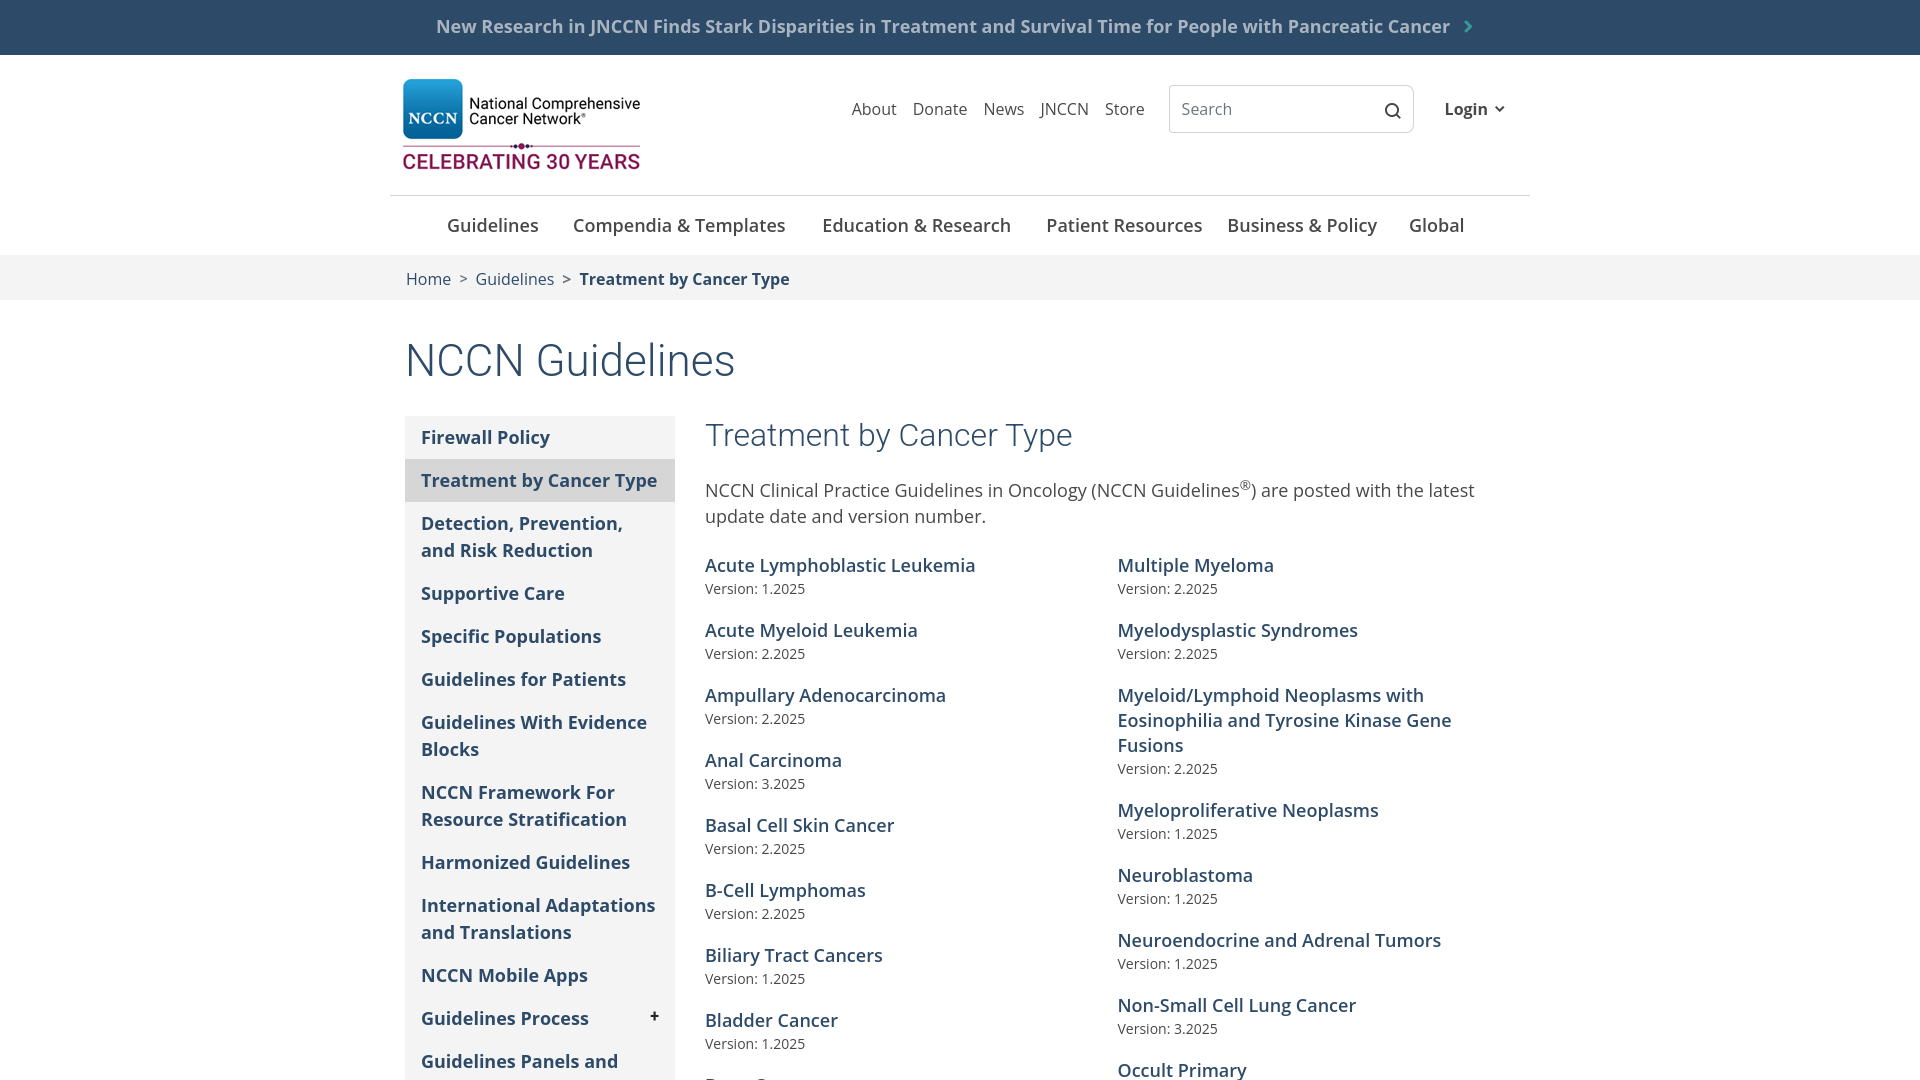 New Research in JNCCN Finds Stark Disparities in Treatment and Survival Time for People with Pancreatic Cancer
NCCN
National Comprehensive
Cancer Network®
CELEBRATING 30 YEARS
About
Donate
News
JNCCN
Store
Search
Login
Guidelines
Compendia & Templates
Education & Research
Patient Resources
Business & Policy
Global
Home > Guidelines > Treatment by Cancer Type
NCCN Guidelines
Firewall Policy
Treatment by Cancer Type
Detection, Prevention,
and Risk Reduction
Supportive Care
Specific Populations
Guidelines for Patients
Guidelines With Evidence
Blocks
NCCN Framework For
Resource Stratification
Harmonized Guidelines
International Adaptations
and Translations
NCCN Mobile Apps
Guidelines Process +
Guidelines Panels and
Treatment by Cancer Type
NCCN Clinical Practice Guidelines in Oncology (NCCN Guidelines®) are posted with the latest
update date and version number.
Acute Lymphoblastic Leukemia
Version: 1.2025
Acute Myeloid Leukemia
Version: 2.2025
Ampullary Adenocarcinoma
Version: 2.2025
Anal Carcinoma
Version: 3.2025
Basal Cell Skin Cancer
Version: 2.2025
B-Cell Lymphomas
Version: 2.2025
Biliary Tract Cancers
Version: 1.2025
Bladder Cancer
Version: 1.2025
Multiple Myeloma
Version: 2.2025
Myelodysplastic Syndromes
Version: 2.2025
Myeloid/Lymphoid Neoplasms with
Eosinophilia and Tyrosine Kinase Gene
Fusions
Version: 2.2025
Myeloproliferative Neoplasms
Version: 1.2025
Neuroblastoma
Version: 1.2025
Neuroendocrine and Adrenal Tumors
Version: 1.2025
Non-Small Cell Lung Cancer
Version: 3.2025
Occult Primary